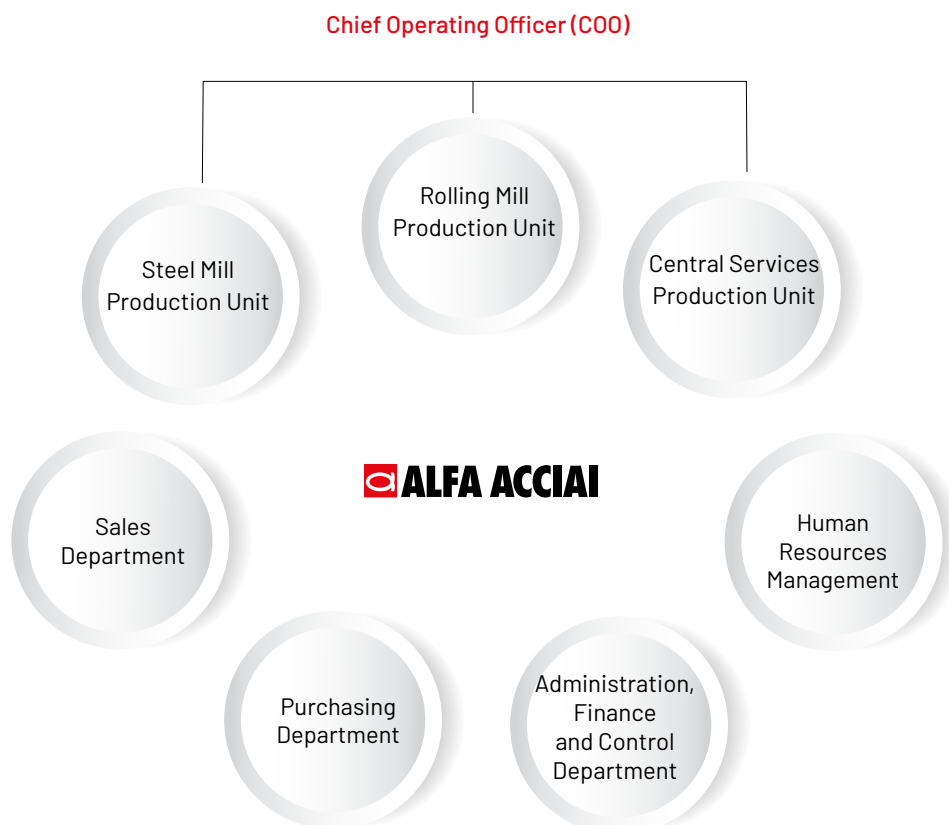 Chief Operating Officer (COO)
Rolling Mill
Production Unit
Steel Mill
Production Unit
Central Services
Production Unit
ALFA ACCIAI
Sales
Department
Human
Resources
Management
Purchasing
Department
Administration,
Finance
and Control
Department